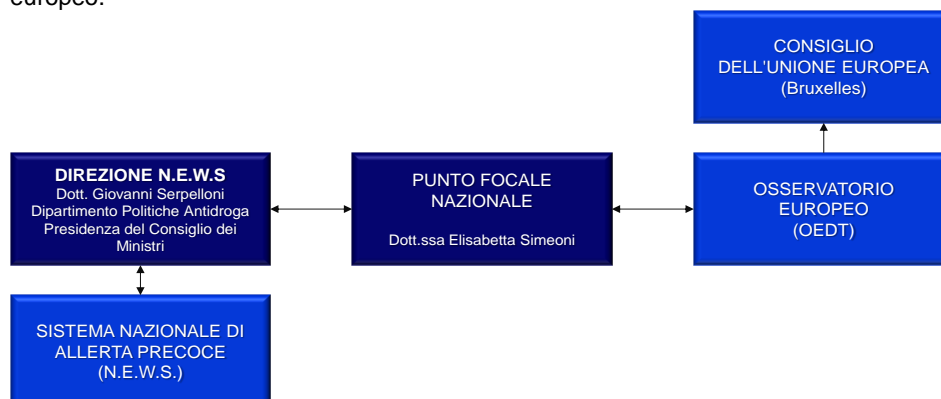 europeo.
CONSIGLIO
DELL'UNIONE EUROPEA
(Bruxelles)
DIREZIONE N.E.W.S
Dott. Giovanni Serpelloni
Dipartimento Politiche Antidroga
Presidenza del Consiglio dei
Ministri
PUNTO FOCALE
NAZIONALE
Dott.ssa Elisabetta Simeoni
OSSERVATORIO
EUROPEO
(OEDT)
SISTEMA NAZIONALE DI
ALLERTA PRECOCE
(N.E.W.S.)